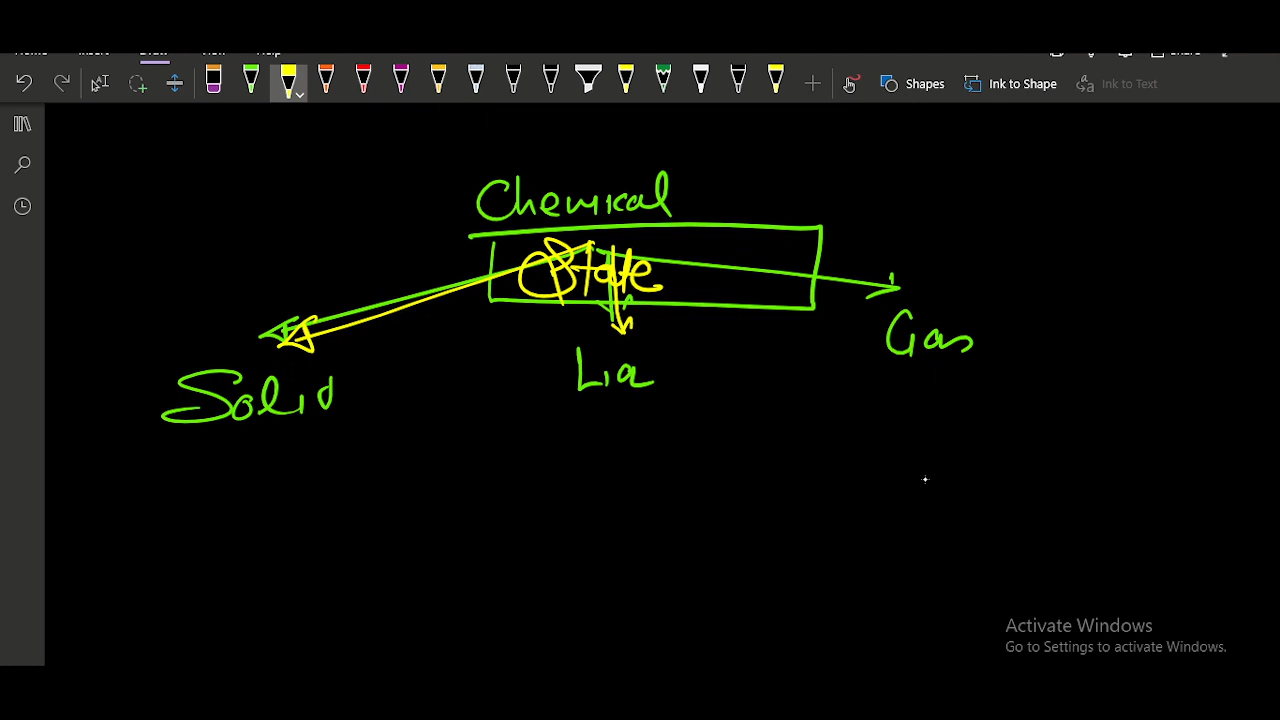 Shapes
Ink to Shape
Ink to Text
Chemical
State
Gas
Liq
Solid
Activate Windows
Go to Settings to activate Windows.